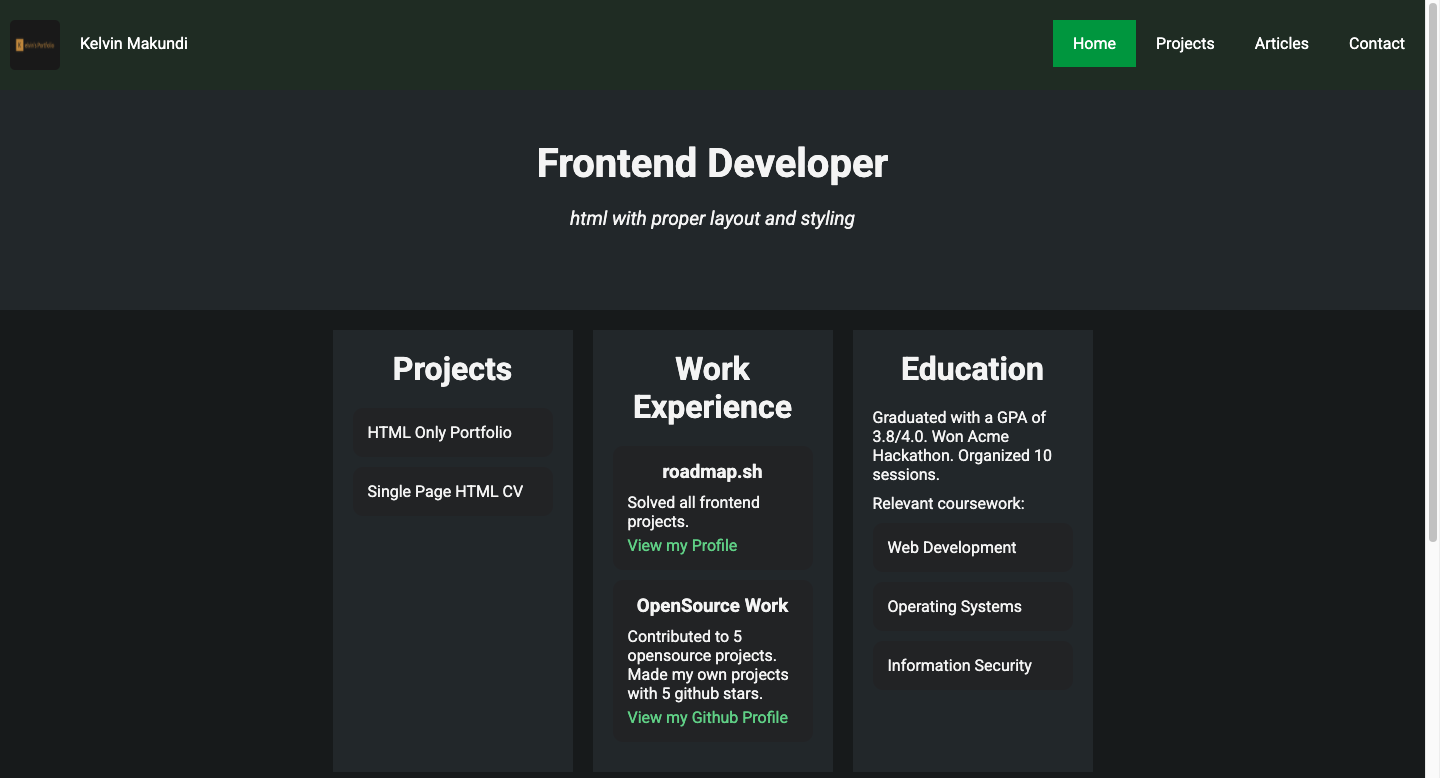 Kelvin Makundi
Home
Projects
Articles
Contact
Frontend Developer
html with proper layout and styling
Projects
HTML Only Portfolio
Single Page HTML CV
Work
Experience
roadmap.sh
Solved all frontend
projects.
View my Profile
OpenSource Work
Contributed to 5
opensource projects.
Made my own projects
with 5 github stars.
View my Github Profile
Education
Graduated with a GPA of
3.8/4.0. Won Acme
Hackathon. Organized 10
sessions.
Relevant coursework:
Web Development
Operating Systems
Information Security